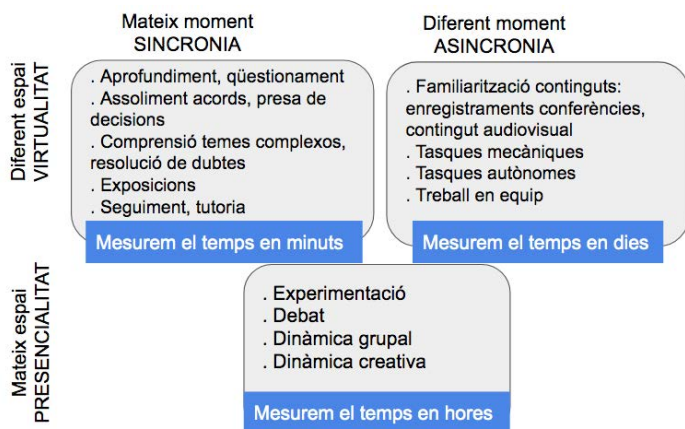 Mateix moment
SINCRONIA
Diferent moment
ASINCRONIA
Diferent espai
VIRTUALITAT
. Aprofundiment, qüestionament
. Assoliment acords, presa de
decisions
. Comprensió temes complexos,
resolució de dubtes
. Exposicions
. Seguiment, tutoria
Mesurem el temps en minuts
. Familiarització continguts:
enregistraments conferències,
contingut audiovisual
. Tasques mecàniques
. Tasques autònomes
. Treball en equip
Mesurem el temps en dies
Mateix espai
PRESENCIALITAT
. Experimentació
. Debat
. Dinàmica grupal
. Dinàmica creativa
Mesurem el temps en hores